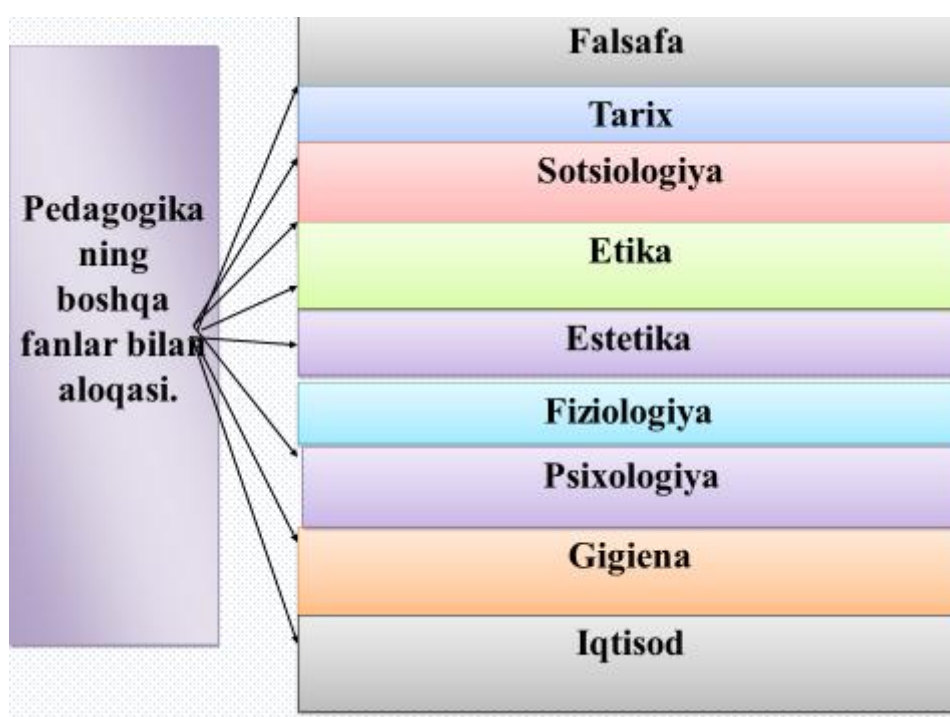 Pedagogika
ning
boshqa
fanlar bilan
aloqasi.
Falsafa
Tarix
Sotsiologiya
Etika
Estetika
Fiziologiya
Psixologiya
Gigiena
Iqtisod